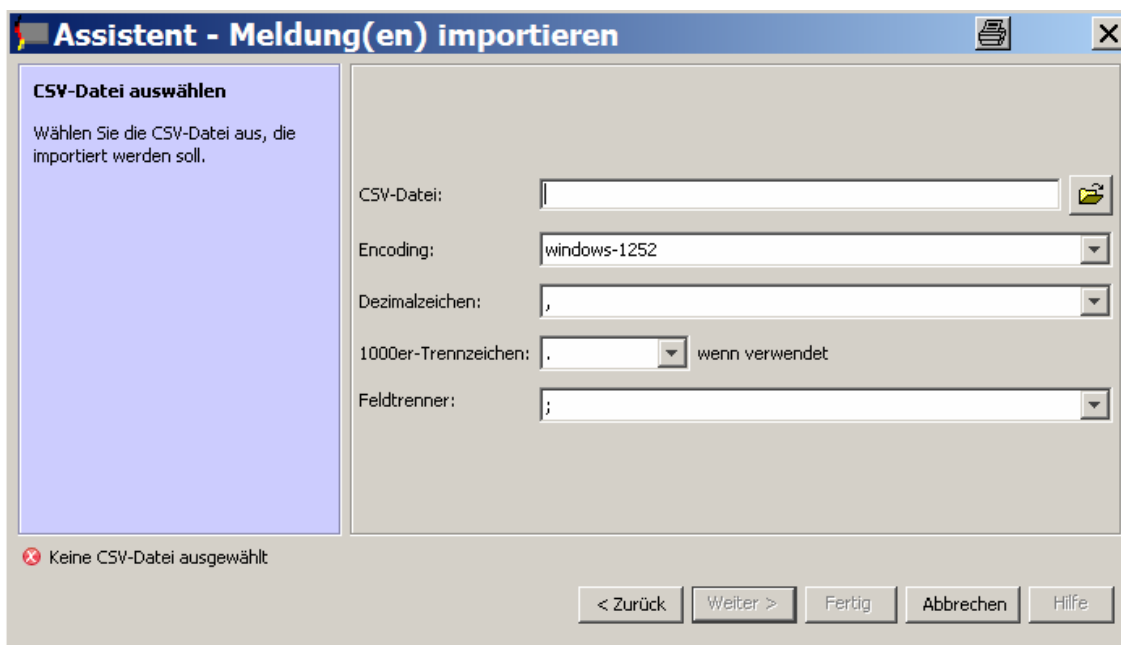 Assistent - Meldung(en) importieren
CSV-Datei auswählen
Wählen Sie die CSV-Datei aus, die
importiert werden soll.
CSV-Datei:
Encoding: windows-1252
Dezimalzeichen: ,
1000er-Trennzeichen: . wenn verwendet
Feldtrenner: ;
Keine CSV-Datei ausgewählt
< Zurück Weiter > Fertig Abbrechen Hilfe